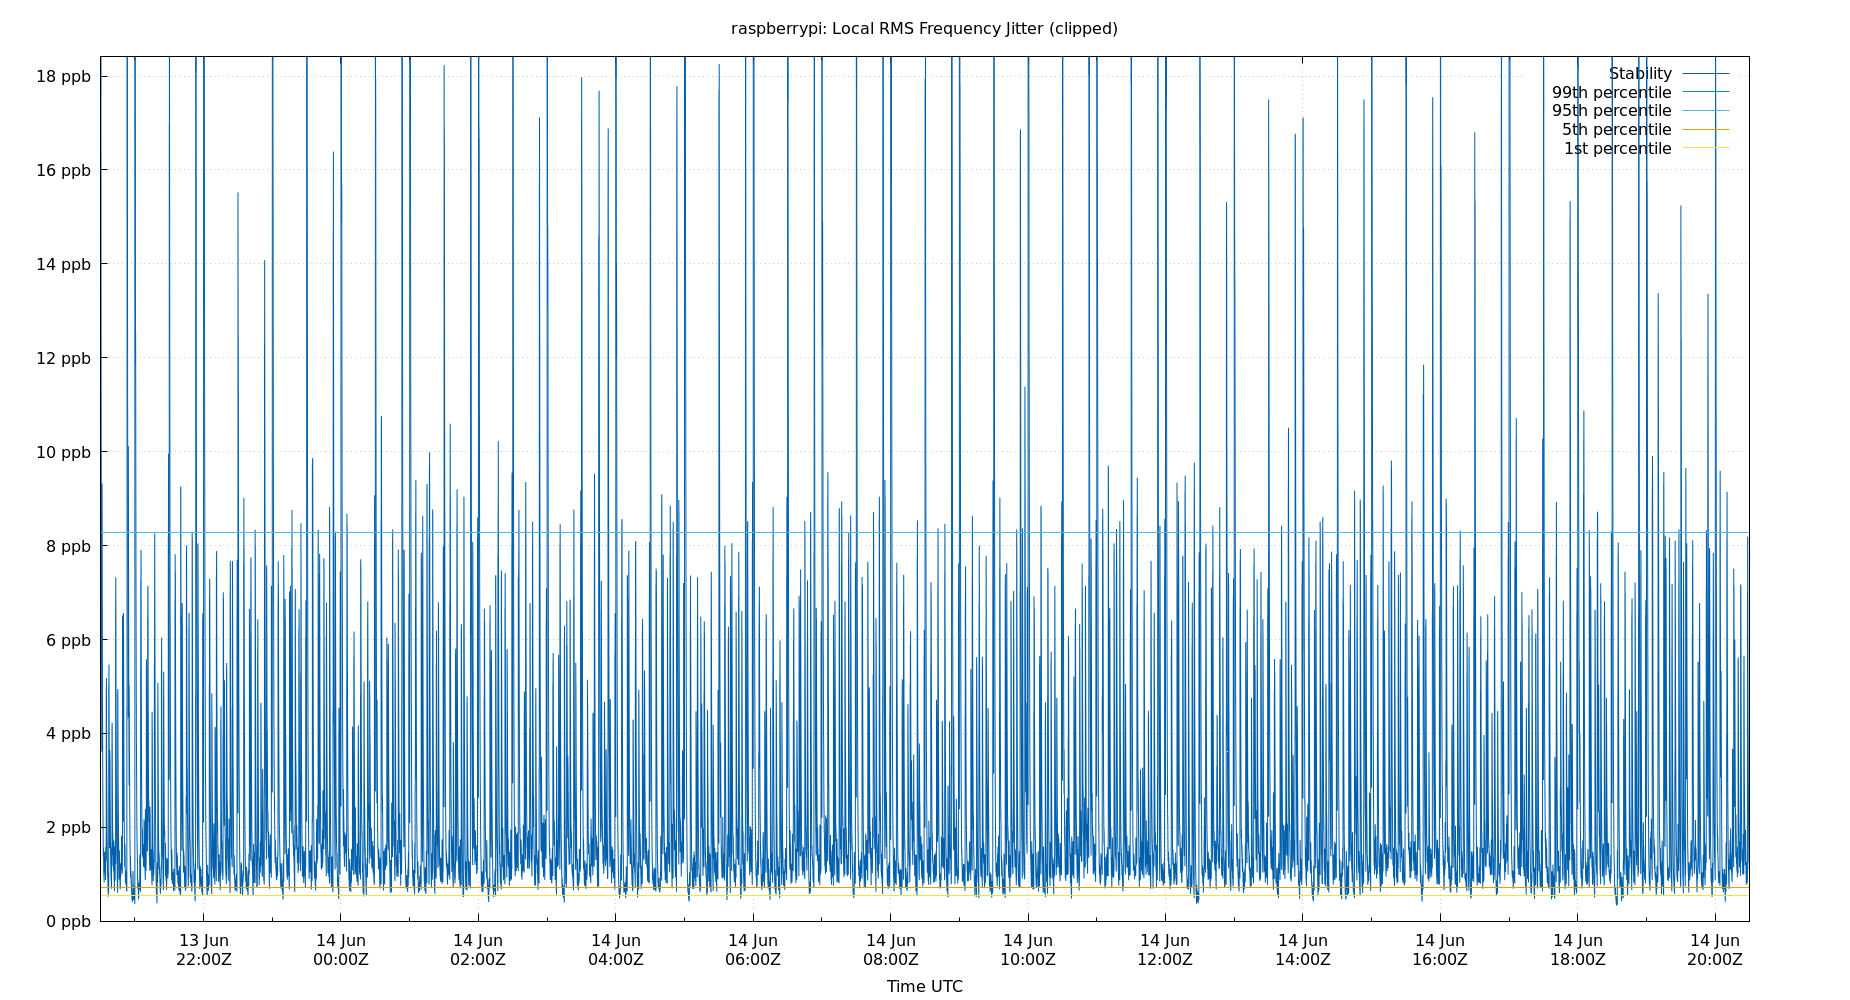 raspberrypi: Local RMS Frequency Jitter (clipped)
18 ppb
16 ppb
14 ppb
12 ppb
10 ppb
8 ppb
6 ppb
4 ppb
2 ppb
0 ppb
Stability
99th percentile
95th percentile
5th percentile
1st percentile
13 Jun
22:00Z
14 Jun
00:00Z
14 Jun
02:00Z
14 Jun
04:00Z
14 Jun
06:00Z
14 Jun
08:00Z
14 Jun
10:00Z
14 Jun
12:00Z
14 Jun
14:00Z
14 Jun
16:00Z
14 Jun
18:00Z
14 Jun
20:00Z
Time UTC